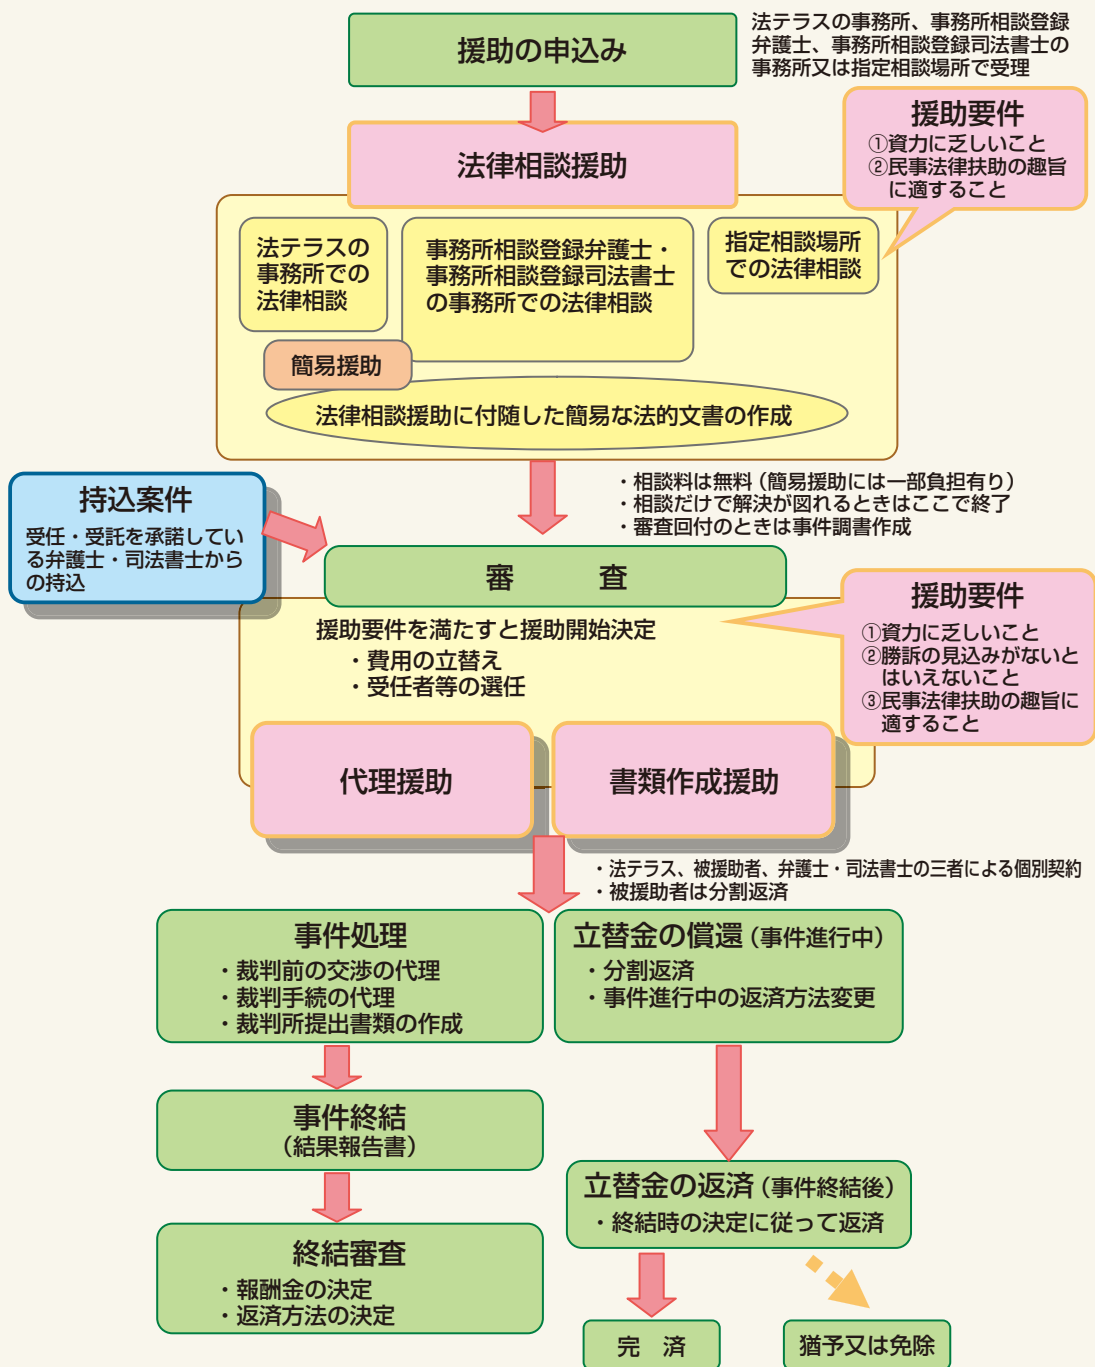 援助の申込み
法テラスの事務所、事務所相談登録
弁護士、事務所相談登録司法書士の
事務所又は指定相談場所で受理
援助要件
①資力に乏しいこと
②民事法律扶助の趣旨
に適すること
法律相談援助
法テラスの
事務所での
法律相談
事務所相談登録弁護士・
事務所相談登録司法書士
の事務所での法律相談
指定相談場所
での法律相談
簡易援助
法律相談援助に付随した簡易な法的文書の作成
・相談料は無料(簡易援助には一部負担有り)
・相談だけで解決が図れるときはここで終了
・審査回付のときは事件調書作成
持込案件
受任・受託を承諾してい
る弁護士・司法書士から
の持込
審 査
援助要件を満たすと援助開始決定
・費用の立替え
・受任者等の選任
援助要件
①資力に乏しいこと
②勝訴の見込みがないと
はいえないこと
③民事法律扶助の趣旨に
適すること
代理援助
書類作成援助
・法テラス、被援助者、弁護士・司法書士の三者による個別契約
・被援助者は分割返済
事件処理
・裁判前の交渉の代理
・裁判手続の代理
・裁判所提出書類の作成
立替金の償還(事件進行中)
・分割返済
・事件進行中の返済方法変更
事件終結
(結果報告書)
立替金の返済(事件終結後)
・終結時の決定に従って返済
終結審査
・報酬金の決定
・返済方法の決定
完 済
猶予又は免除